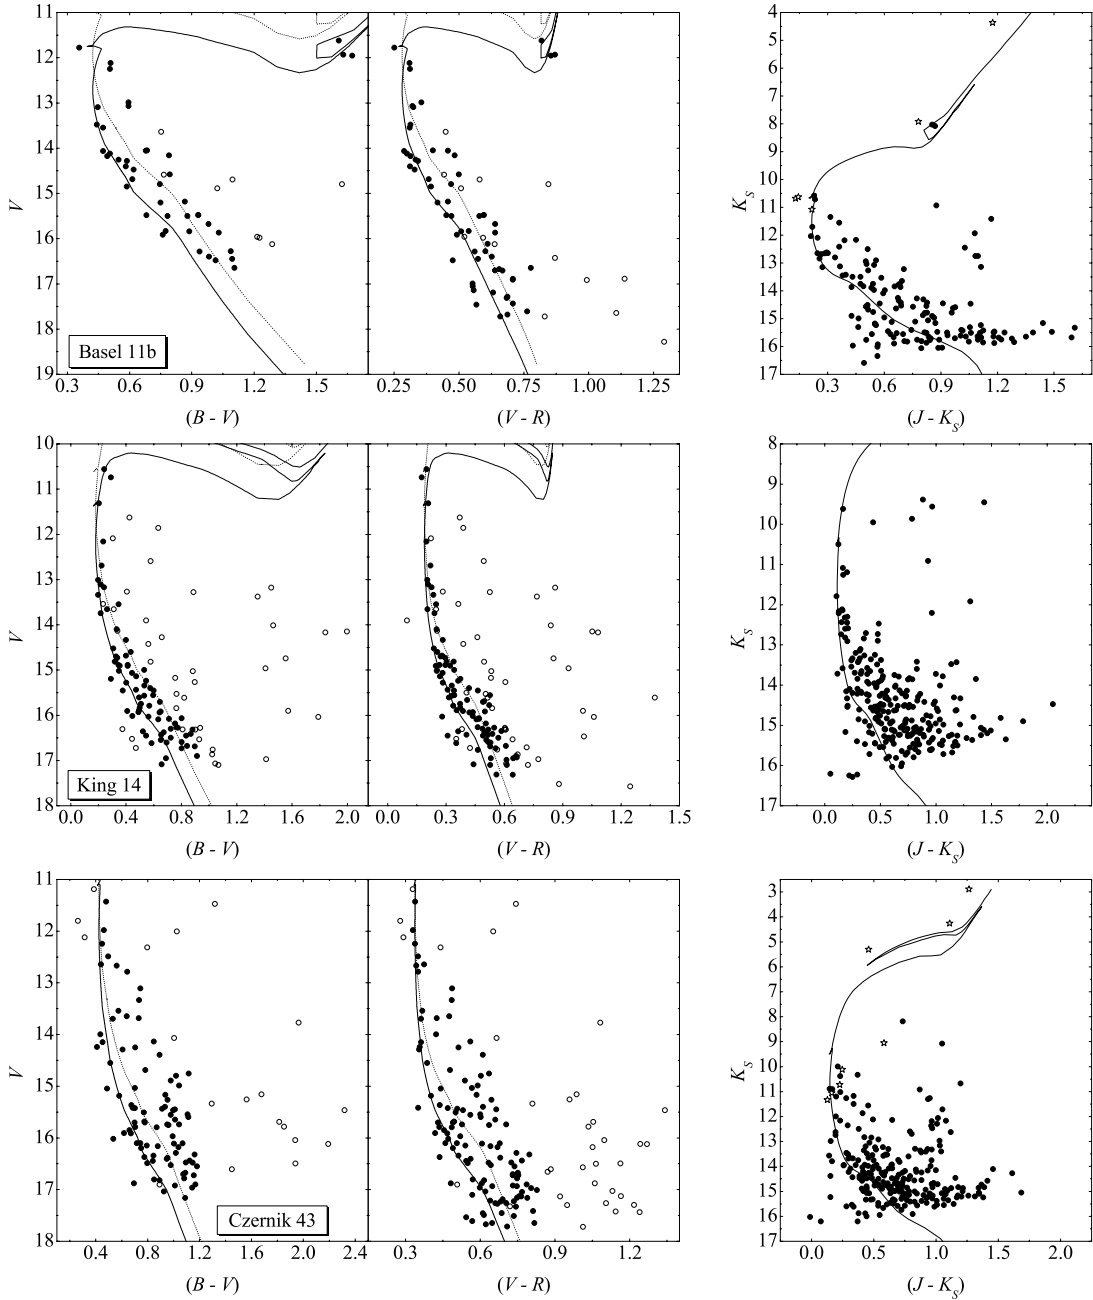 11
12
13
14
15
16
17
18
19
V
0.3 0.6 0.9 1.2 1.5
(B - V)
Basel 11b
0.25 0.50 0.75 1.00 1.25
(V - R)
4
5
6
7
8
9
10
11
12
13
14
15
16
17
K_S
0.3 0.6 0.9 1.2 1.5
(J - K_S)
10
11
12
13
14
15
16
17
18
V
0.0 0.4 0.8 1.2 1.6 2.0
(B - V)
King 14
0.0 0.3 0.6 0.9 1.2 1.5
(V - R)
8
9
10
11
12
13
14
15
16
17
K_S
0.0 0.5 1.0 1.5 2.0
(J - K_S)
11
12
13
14
15
16
17
18
V
0.4 0.8 1.2 1.6 2.0 2.4
(B - V)
Czernik 43
0.3 0.6 0.9 1.2
(V - R)
3
4
5
6
7
8
9
10
11
12
13
14
15
16
17
K_S
0.0 0.5 1.0 1.5 2.0
(J - K_S)